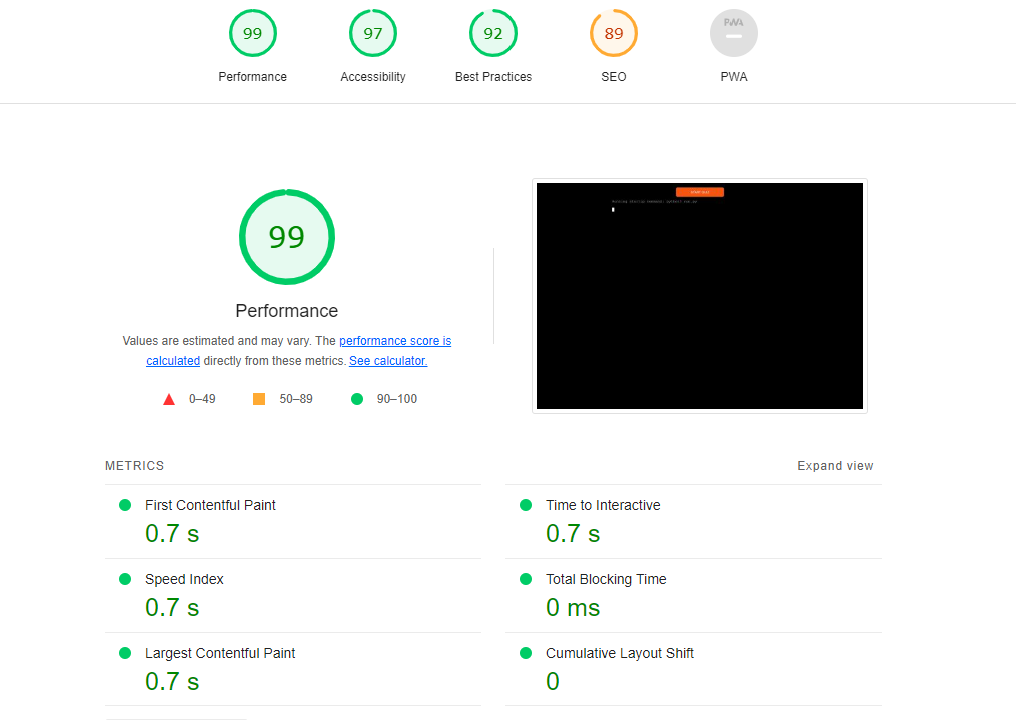 99
97
92
89
PWA
Performance
Accessibility
Best Practices
SEO
PWA
99
Performance
Values are estimated and may vary. The performance score is
calculated directly from these metrics. See calculator.
0–49
50–89
90–100
METRICS
Expand view
First Contentful Paint
0.7 s
Time to Interactive
0.7 s
Speed Index
0.7 s
Total Blocking Time
0 ms
Largest Contentful Paint
0.7 s
Cumulative Layout Shift
0